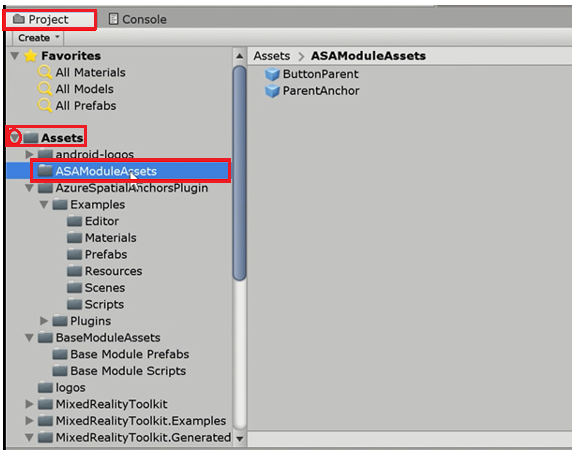 Project
Console
Create
Favorites
All Materials
All Models
All Prefabs
Assets
android-logos
ASAModuleAssets
AzureSpatialAnchorsPlugin
Examples
Editor
Materials
Prefabs
Resources
Scenes
Scripts
Plugins
BaseModuleAssets
Base Module Prefabs
Base Module Scripts
logos
MixedRealityToolkit
MixedRealityToolkit.Examples
MixedRealityToolkit.Generated
Assets > ASAModuleAssets
ButtonParent
ParentAnchor